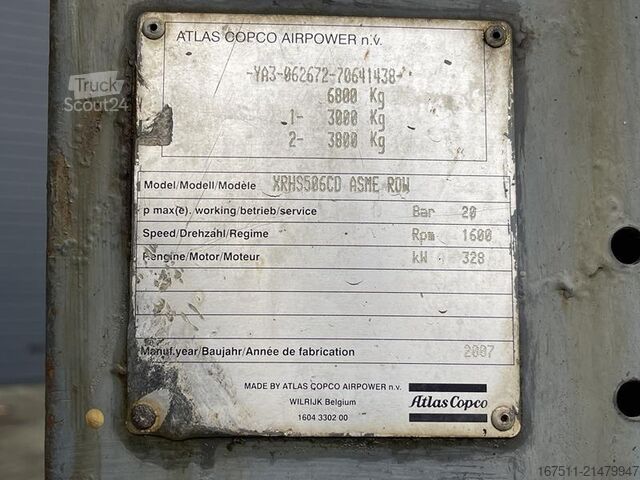 ATLAS COPCO AIRPOWER n.v.
-YA3-062672-70641438-
6800 Kg
1- 3000 Kg
2- 3800 Kg
Model/Modell/Modèle XRHS506CD ASME ROW
p max(e). working/betrieb/service Bar 20
Speed/Drehzahl/Regime Rpm 1600
Pengine/Motor/Moteur kW 328
Manuf.year/Baujahr/Année de fabrication 2007
MADE BY ATLAS COPCO AIRPOWER n.v.
WILRIJK Belgium
1604 3302 00
Atlas Copco
Truck
Scout24
167511-21479947